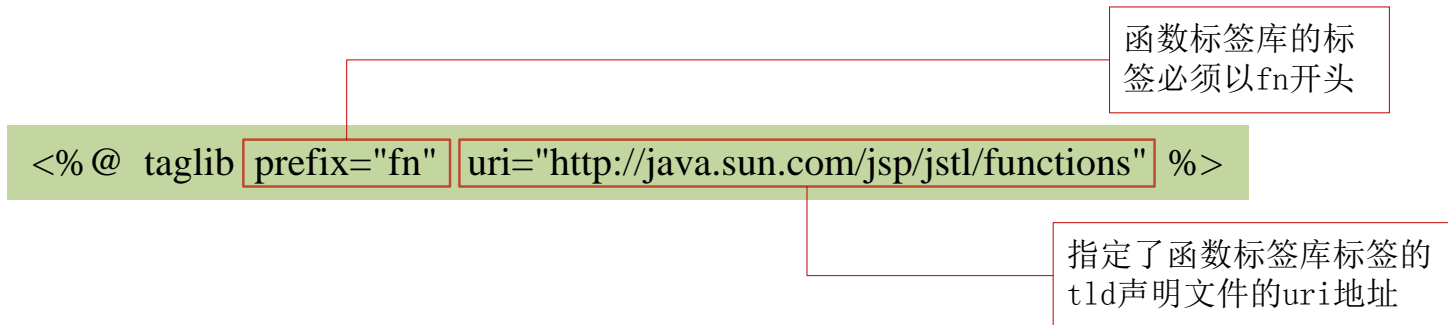 函数标签库的标
签必须以fn开头
<%@ taglib prefix="fn" uri="http://java.sun.com/jsp/jstl/functions" %>
指定了函数标签库标签的
tld声明文件的uri地址